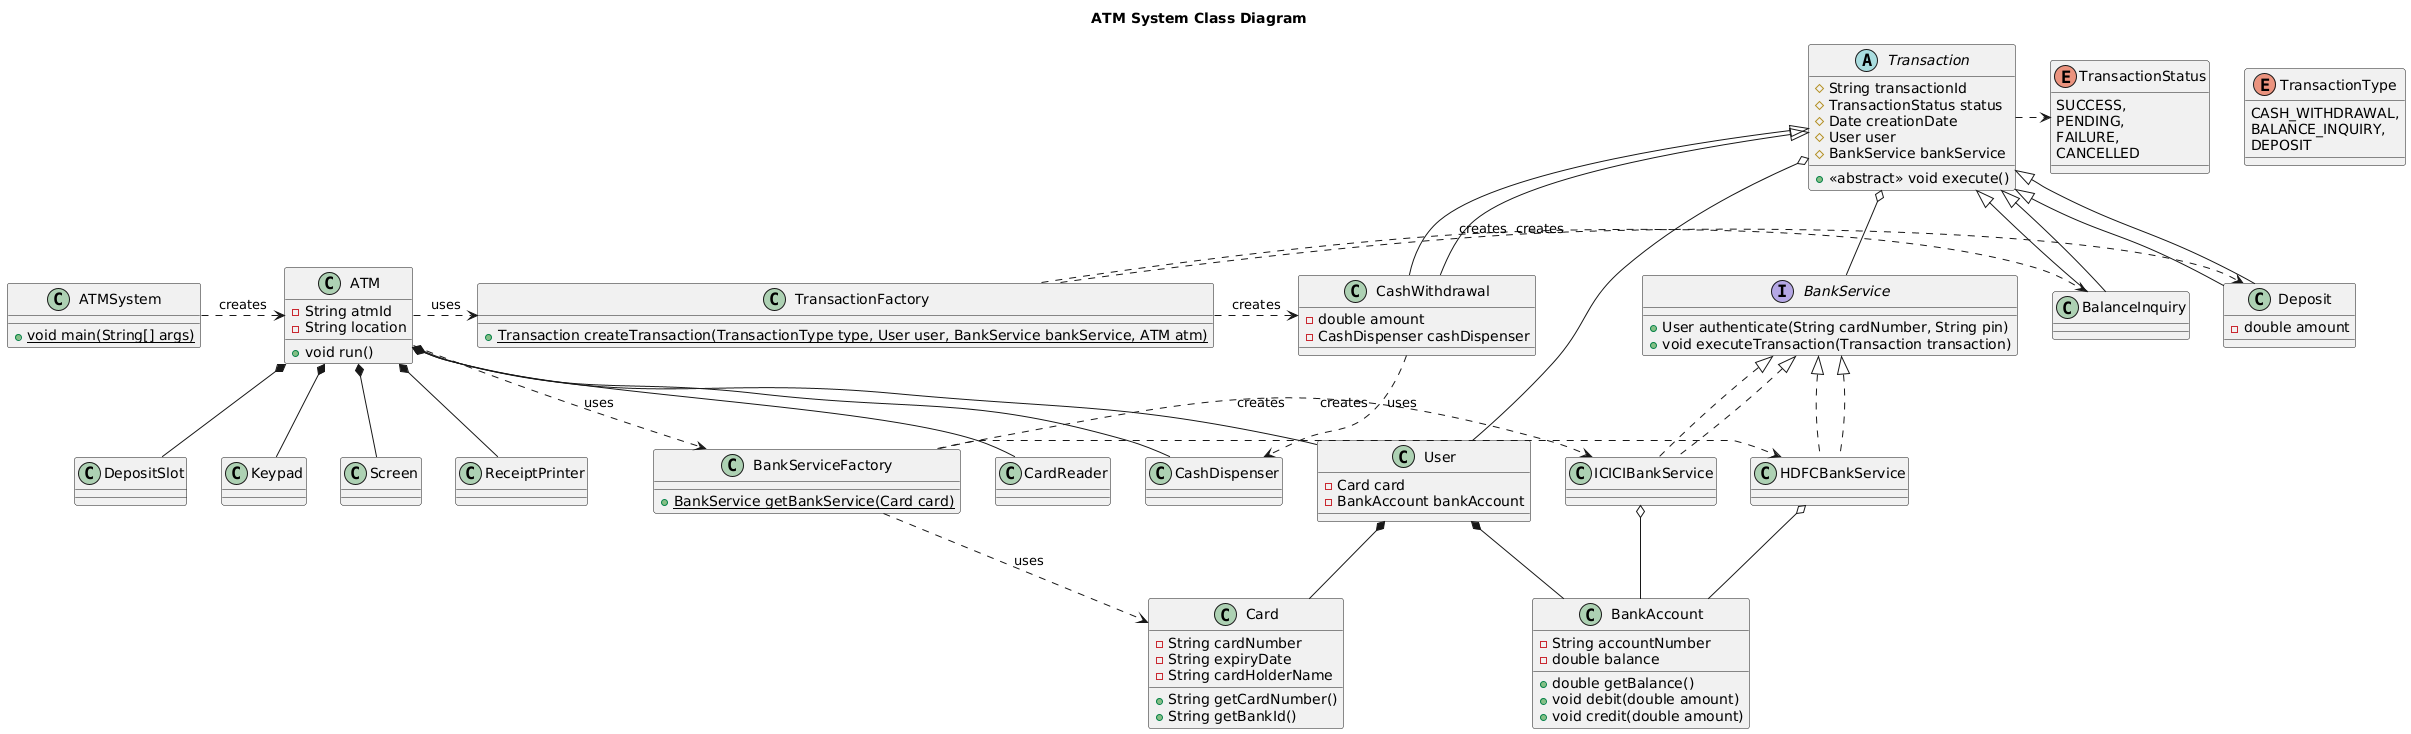 ATM System Class Diagram
A Transaction
String transactionId
TransactionStatus status
Date creationDate
User user
BankService bankService
«abstract» void execute()
E TransactionStatus
SUCCESS,
PENDING,
FAILURE,
CANCELLED
E TransactionType
CASH_WITHDRAWAL,
BALANCE_INQUIRY,
DEPOSIT
creates
creates
C ATMSystem
void main(String[] args)
creates
C ATM
String atmId
String location
void run()
uses
C TransactionFactory
Transaction createTransaction(TransactionType type, User user, BankService bankService, ATM atm)
creates
C CashWithdrawal
double amount
CashDispenser cashDispenser
I BankService
User authenticate(String cardNumber, String pin)
void executeTransaction(Transaction transaction)
C BalanceInquiry
C Deposit
double amount
uses
creates
creates
uses
C DepositSlot
C Keypad
C Screen
C ReceiptPrinter
C BankServiceFactory
BankService getBankService(Card card)
C CardReader
C CashDispenser
C User
Card card
BankAccount bankAccount
C ICICIBankService
C HDFCBankService
uses
C Card
String cardNumber
String expiryDate
String cardHolderName
String getCardNumber()
String getBankId()
C BankAccount
String accountNumber
double balance
double getBalance()
void debit(double amount)
void credit(double amount)